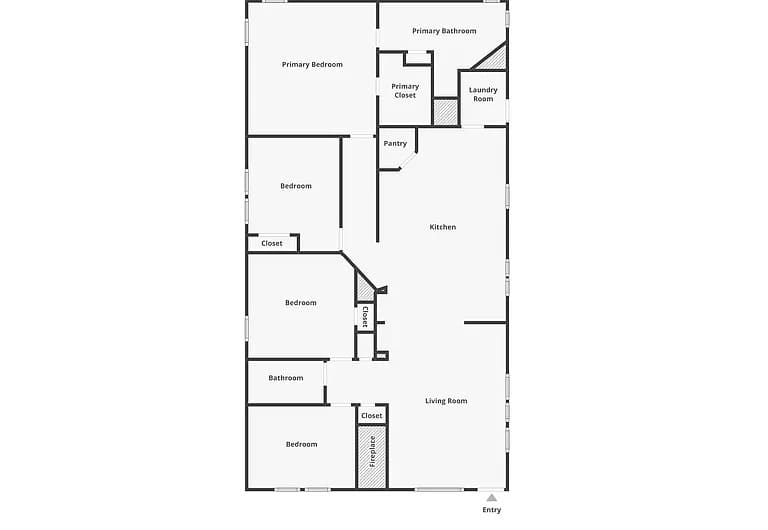 Primary Bathroom
Primary Bedroom
Primary
Closet
Laundry
Room
Pantry
Bedroom
Kitchen
Closet
Bedroom
Closet
Bathroom
Living Room
Closet
Bedroom
Fireplace
Entry